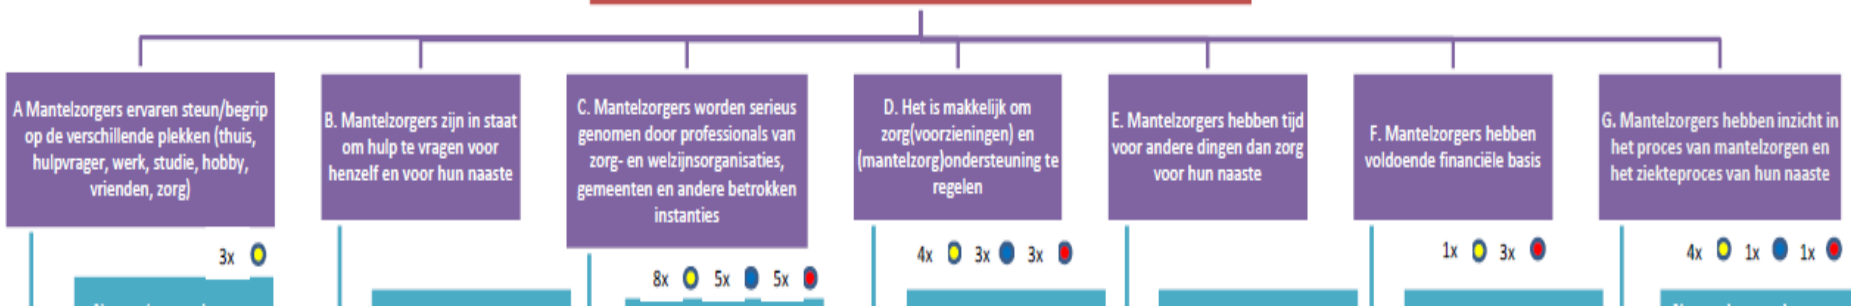 A Mantelzorgers ervaren steun/begrip
op de verschillende plekken (thuis,
hulpvrager, werk, studie, hobby,
vrienden, zorg)
3x
B. Mantelzorgers zijn in staat
om hulp te vragen voor
henzelf en voor hun naaste
C. Mantelzorgers worden serieus
genomen door professionals van
zorg- en welzijnsorganisaties,
gemeenten en andere betrokken
instanties
8x 5x 5x
D. Het is makkelijk om
zorg(voorzieningen) en
(mantelzorg)ondersteuning te
regelen
4x 3x 3x
E. Mantelzorgers hebben tijd
voor andere dingen dan zorg
voor hun naaste
F. Mantelzorgers hebben
voldoende financiële basis
1x 3x
G. Mantelzorgers hebben inzicht in
het proces van mantelzorgen en
het ziekteproces van hun naaste
4x 1x 1x